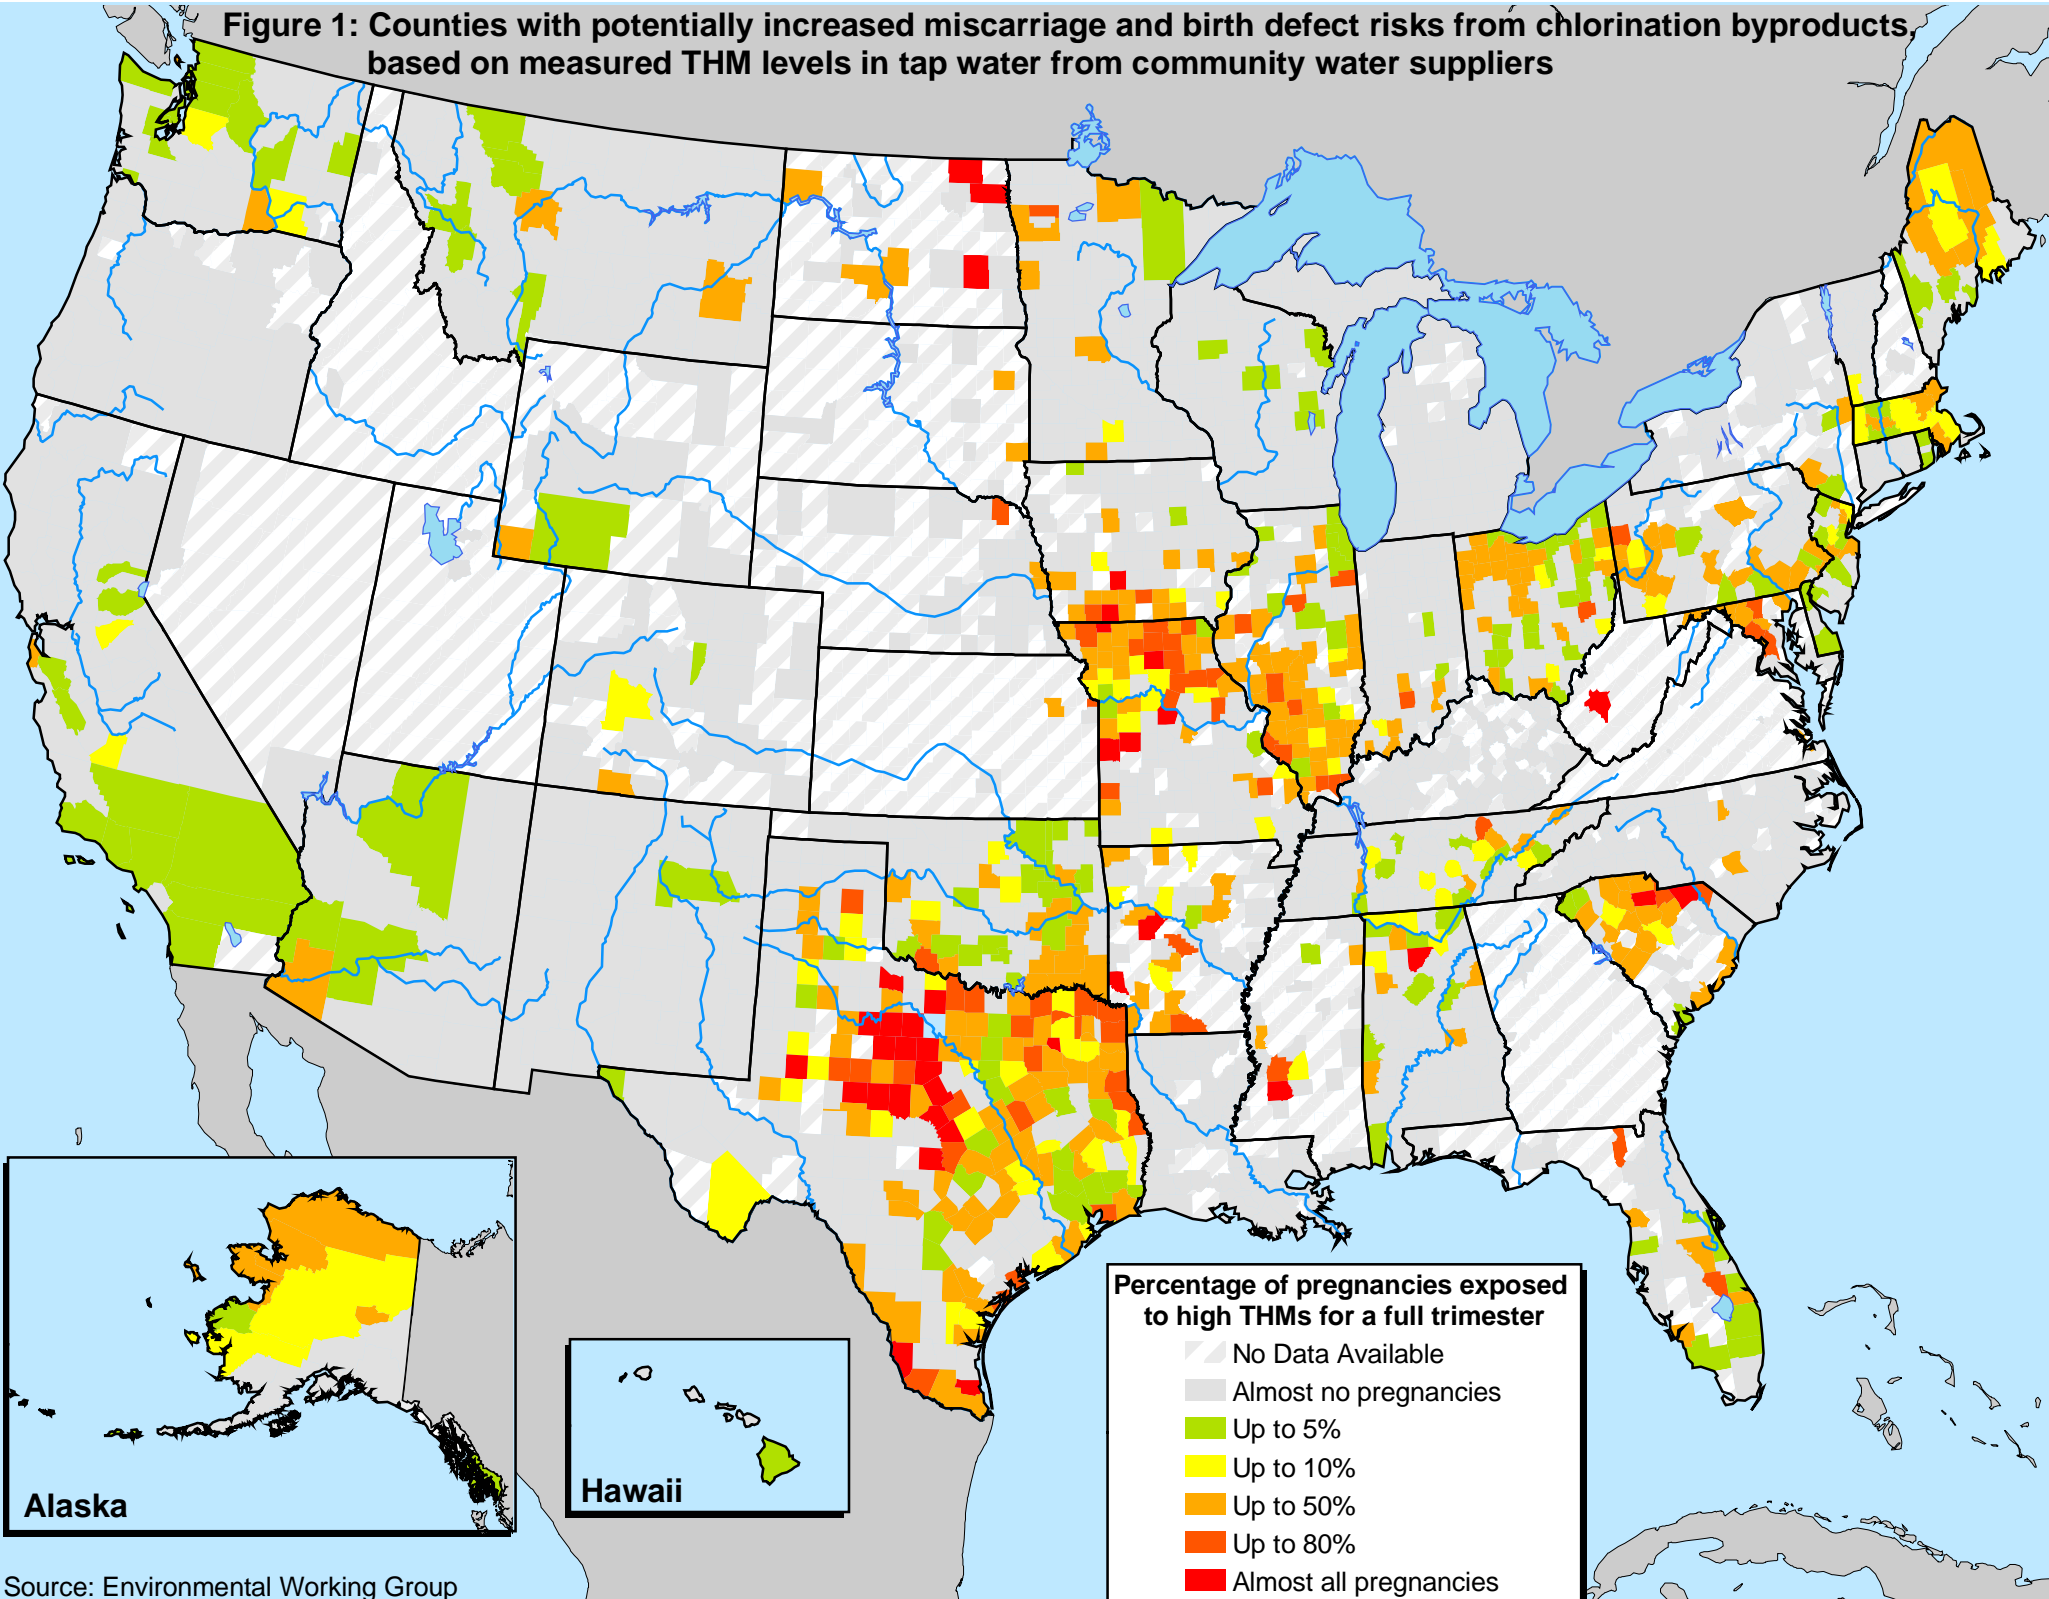 Figure 1: Counties with potentially increased miscarriage and birth defect risks from chlorination byproducts,
based on measured THM levels in tap water from community water suppliers
Percentage of pregnancies exposed
to high THMs for a full trimester
No Data Available
Almost no pregnancies
Up to 5%
Up to 10%
Up to 50%
Up to 80%
Almost all pregnancies
Alaska
Hawaii
Source: Environmental Working Group